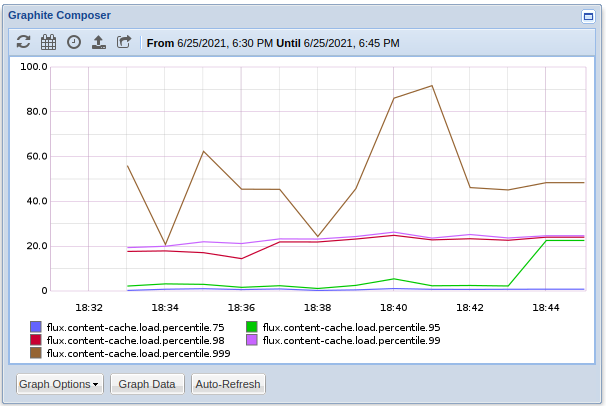 Graphite Composer
From 6/25/2021, 6:30 PM Until 6/25/2021, 6:45 PM
100.0
80.0
60.0
40.0
20.0
0
18:32 18:34 18:36 18:38 18:40 18:42 18:44
flux.content-cache.load.percentile.75 flux.content-cache.load.percentile.95
flux.content-cache.load.percentile.98 flux.content-cache.load.percentile.99
flux.content-cache.load.percentile.999
Graph Options Graph Data Auto-Refresh